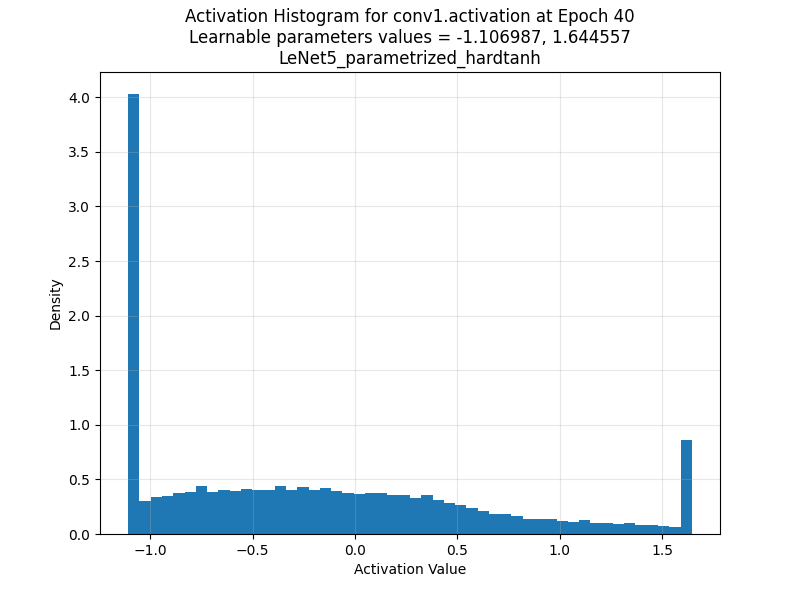 Activation Histogram for conv1.activation at Epoch 40
Learnable parameters values = -1.106987, 1.644557
LeNet5_parametrized_hardtanh
4.0
3.5
3.0
2.5
2.0
1.5
1.0
0.5
0.0
Density
−1.0 −0.5 0.0 0.5 1.0 1.5
Activation Value